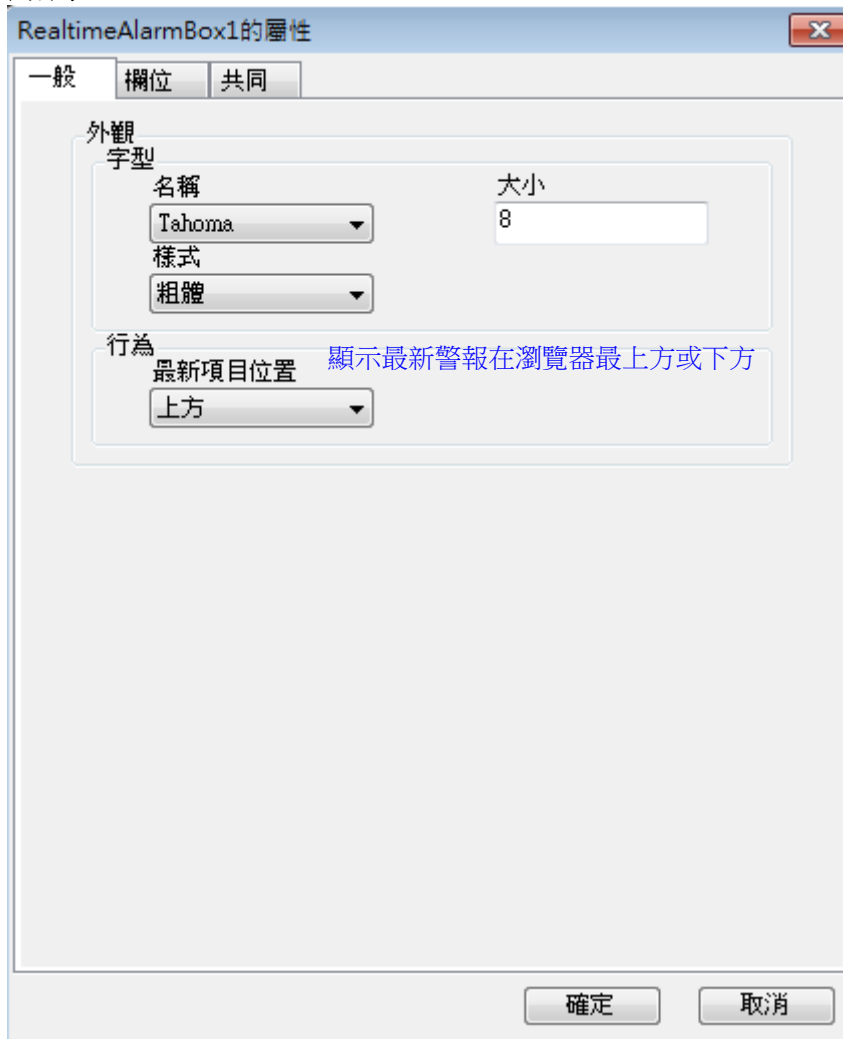 RealtimeAlarmBox1的屬性
一般 欄位 共同
外觀
字型
名稱 大小
Tahoma 8
樣式
粗體
行為
顯示最新警報在瀏覽器最上方或下方
最新項目位置
上方
確定 取消